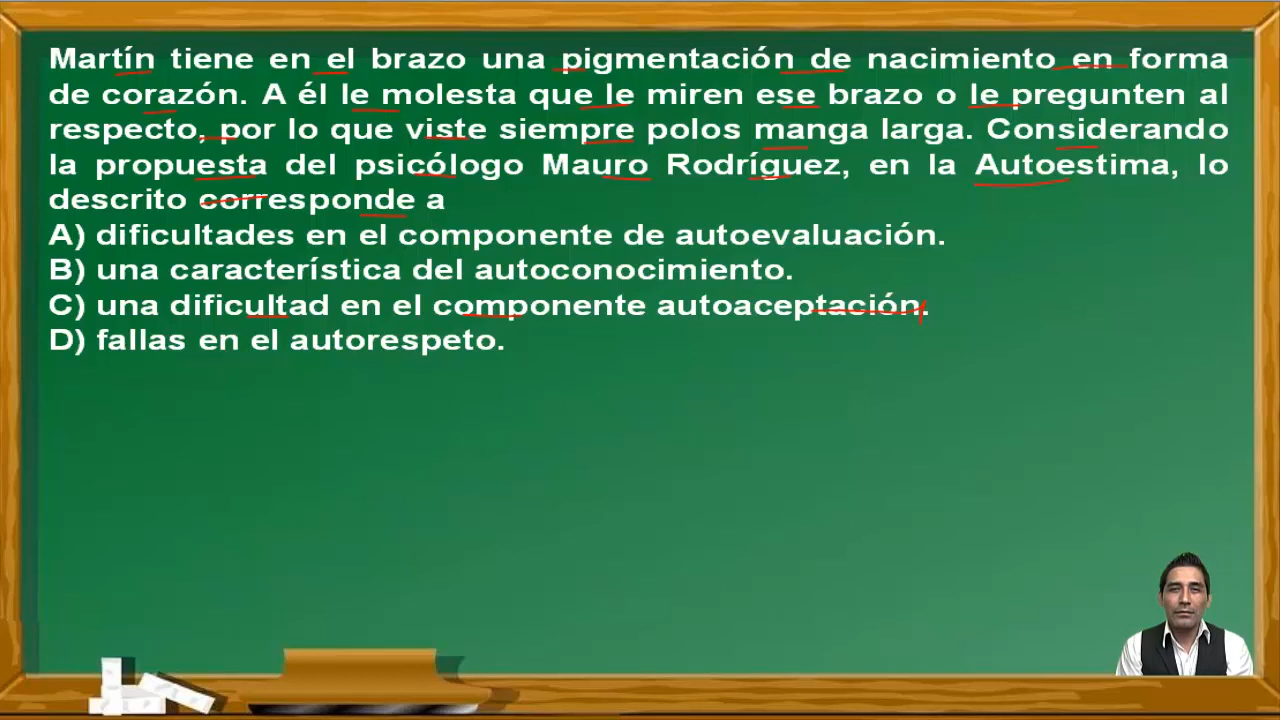 Martín tiene en el brazo una pigmentación de nacimiento en forma
de corazón. A él le molesta que le miren ese brazo o le pregunten al
respecto, por lo que viste siempre polos manga larga. Considerando
la propuesta del psicólogo Mauro Rodríguez, en la Autoestima, lo
descrito corresponde a
A) dificultades en el componente de autoevaluación.
B) una característica del autoconocimiento.
C) una dificultad en el componente autoaceptación.
D) fallas en el autorespeto.